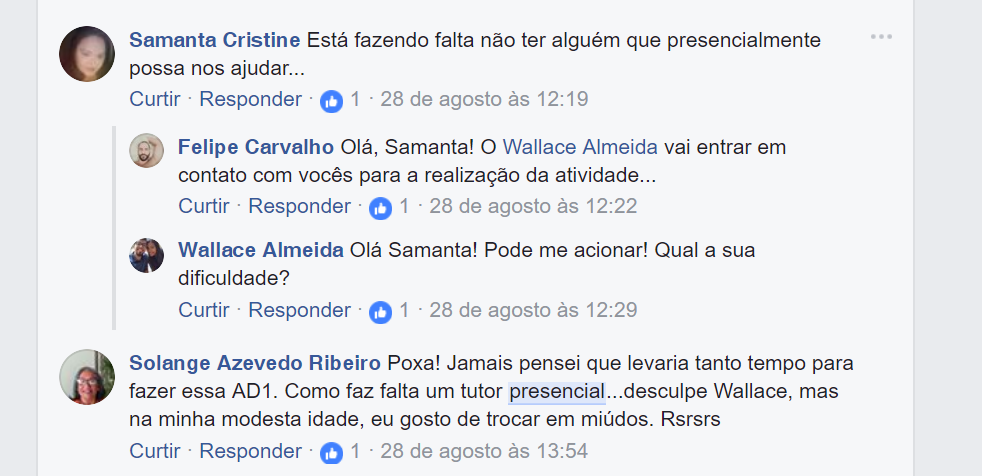 Samanta Cristine Está fazendo falta não ter alguém que presencialmente
possa nos ajudar...
Curtir · Responder · 1 · 28 de agosto às 12:19
Felipe Carvalho Olá, Samanta! O Wallace Almeida vai entrar em
contato com vocês para a realização da atividade...
Curtir · Responder · 1 · 28 de agosto às 12:22
Wallace Almeida Olá Samanta! Pode me acionar! Qual a sua
dificuldade?
Curtir · Responder · 1 · 28 de agosto às 12:29
Solange Azevedo Ribeiro Poxa! Jamais pensei que levaria tanto tempo para
fazer essa AD1. Como faz falta um tutor presencial...desculpe Wallace, mas
na minha modesta idade, eu gosto de trocar em miúdos. Rsrsrs
Curtir · Responder · 1 · 28 de agosto às 13:54